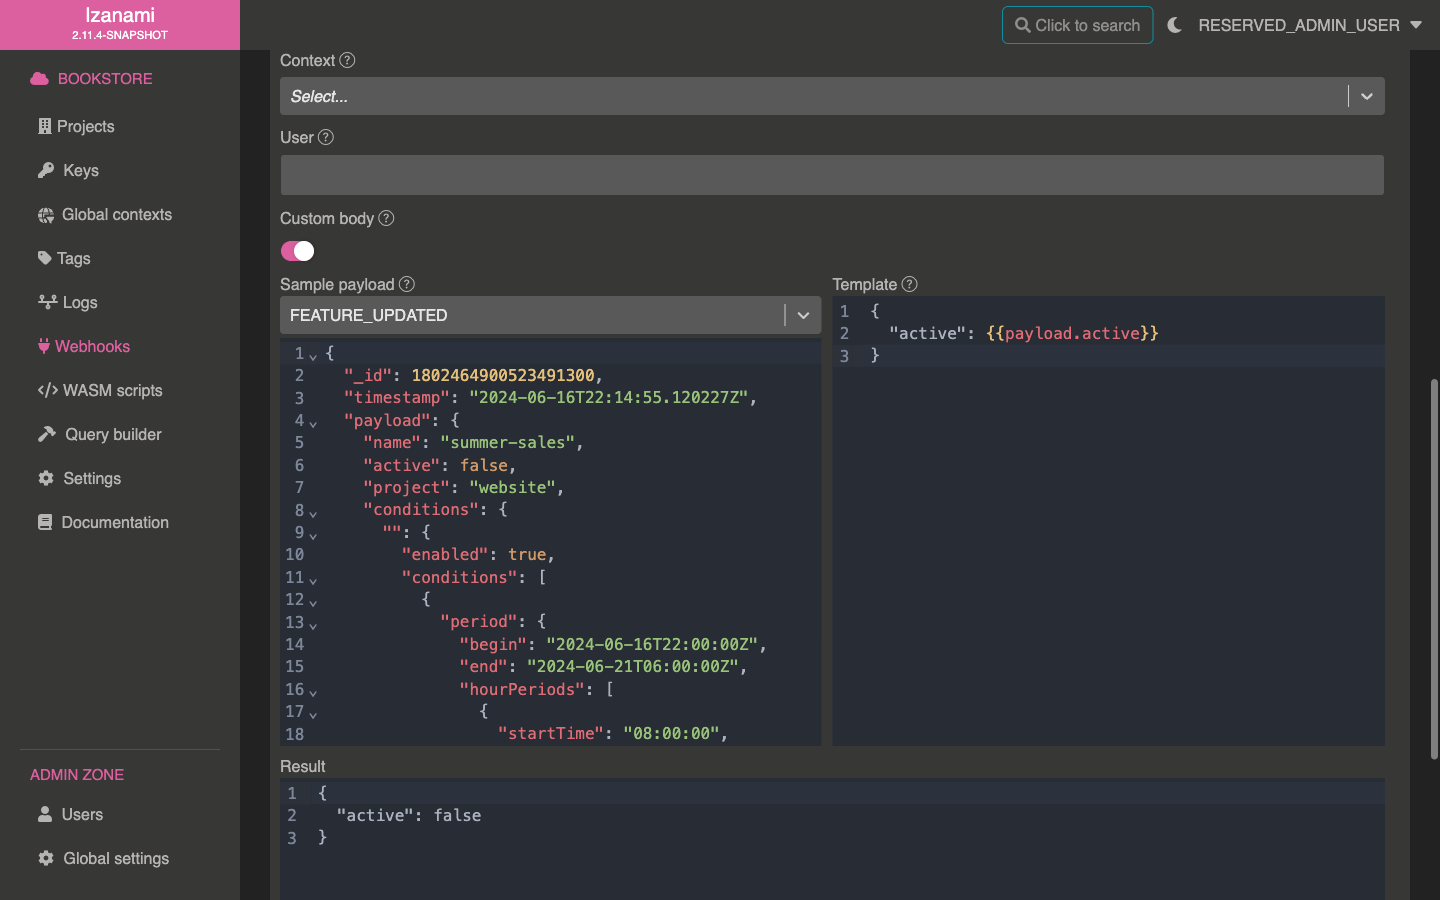 Izanami
2.11.4-SNAPSHOT
Click to search
RESERVED_ADMIN_USER
BOOKSTORE
Projects
Keys
Global contexts
Tags
Logs
Webhooks
WASM scripts
Query builder
Settings
Documentation
ADMIN ZONE
Users
Global settings
Context ?
Select...
User ?
Custom body ?
Sample payload ?
FEATURE_UPDATED
1 {
2 "_id": 1802464900523491300,
3 "timestamp": "2024-06-16T22:14:55.120227Z",
4 "payload": {
5 "name": "summer-sales",
6 "active": false,
7 "project": "website",
8 "conditions": {
9 "": {
10 "enabled": true,
11 "conditions": [
12 {
13 "period": {
14 "begin": "2024-06-16T22:00:00Z",
15 "end": "2024-06-21T06:00:00Z",
16 "hourPeriods": [
17 {
18 "startTime": "08:00:00",
Template ?
1 {
2 "active": {{payload.active}}
3 }
Result
1 {
2 "active": false
3 }